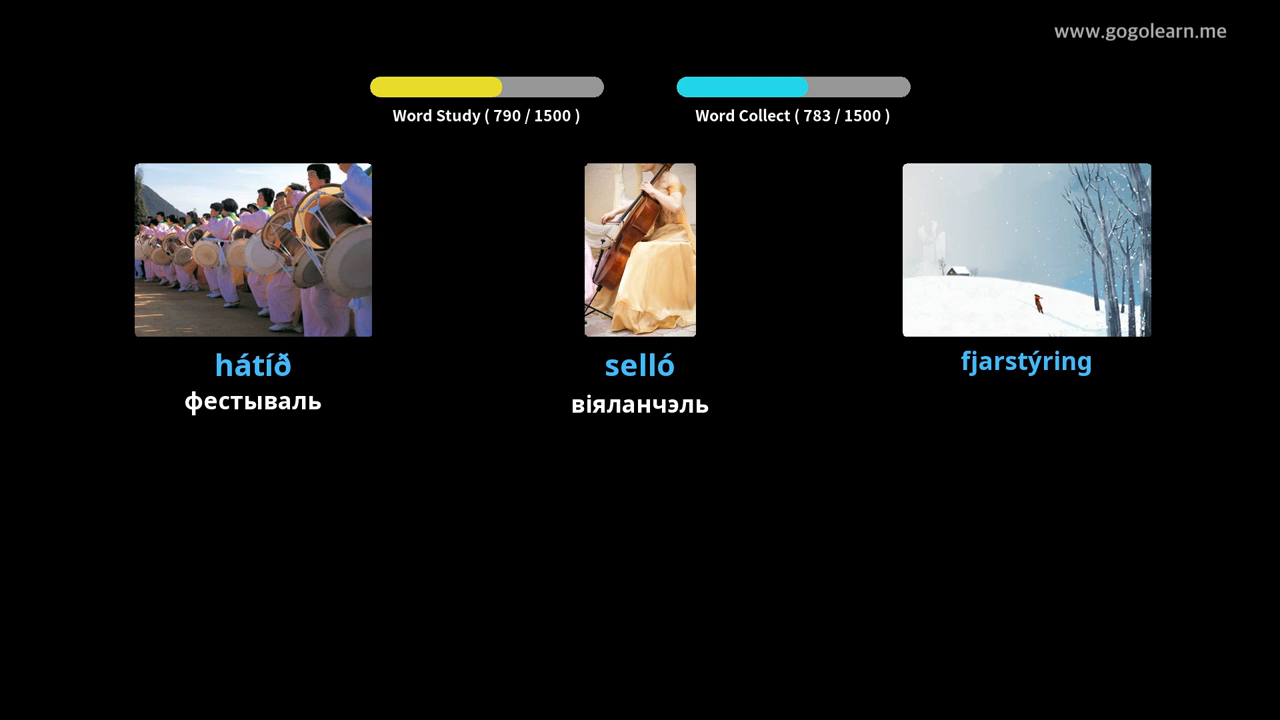 www.gogolearn.me
Word Study ( 790 / 1500 )
Word Collect ( 783 / 1500 )
hátíð
фестываль
selló
віяланчэль
fjarstýring